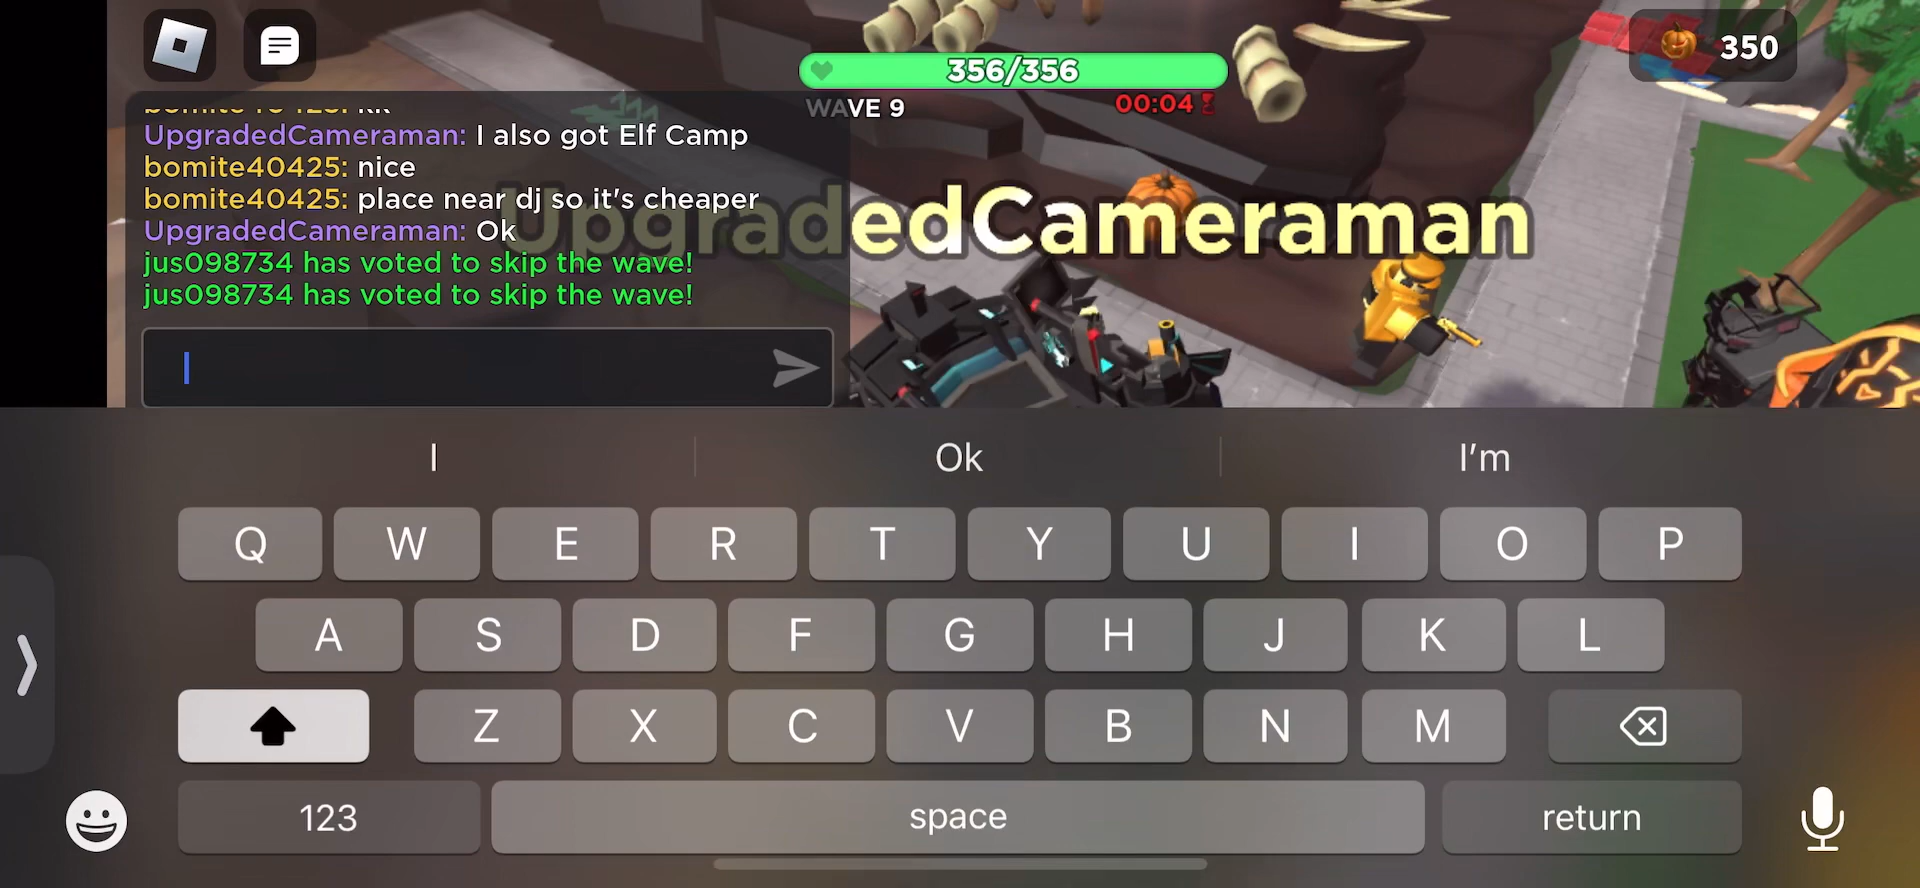 350
356/356
WAVE 9
00:04
UpgradedCameraman: I also got Elf Camp
bomite40425: nice
bomite40425: place near dj so it's cheaper
UpgradedCameraman: Ok
jus098734 has voted to skip the wave!
jus098734 has voted to skip the wave!
UpgradedCameraman
I
Ok
I'm
Q W E R T Y U I O P
A S D F G H J K L
Z X C V B N M
123
space
return